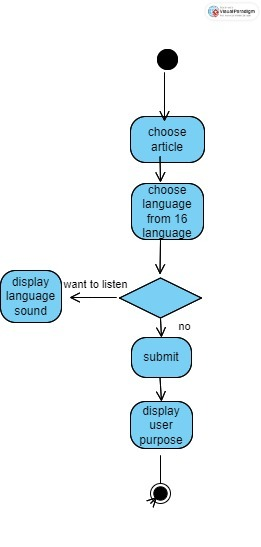 Visual Paradigm
choose
article
choose
language
from 16
language
display
language
sound
want to listen
no
submit
display
user
purpose